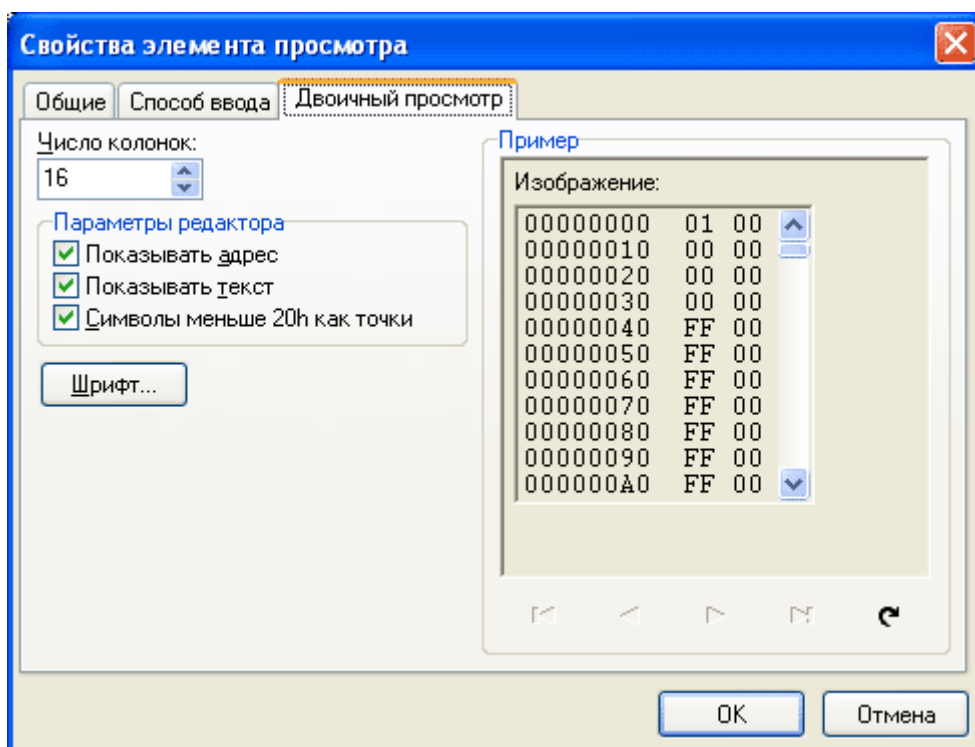 Свойства элемента просмотра
Общие Способ ввода Двоичный просмотр
Число колонок:
16
Параметры редактора
Показывать адрес
Показывать текст
Символы меньше 20h как точки
Шрифт...
Пример
Изображение:
00000000 01 00
00000010 00 00
00000020 00 00
00000030 00 00
00000040 FF 00
00000050 FF 00
00000060 FF 00
00000070 FF 00
00000080 FF 00
00000090 FF 00
000000A0 FF 00
OK Отмена